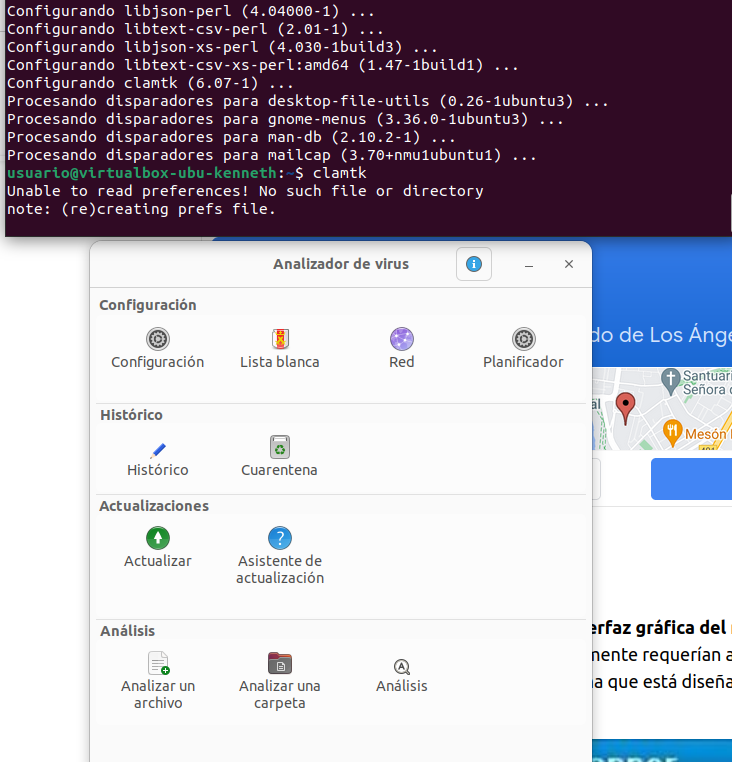 Configurando libjson-perl (4.04000-1) ...
Configurando libtext-csv-perl (2.01-1) ...
Configurando libjson-xs-perl (4.030-1build3) ...
Configurando libtext-csv-xs-perl:amd64 (1.47-1build1) ...
Configurando clamtk (6.07-1) ...
Procesando disparadores para desktop-file-utils (0.26-1ubuntu3) ...
Procesando disparadores para gnome-menus (3.36.0-1ubuntu3) ...
Procesando disparadores para man-db (2.10.2-1) ...
Procesando disparadores para mailcap (3.70+nmu1ubuntu1) ...
usuario@virtualbox-ubu-kenneth:~$ clamtk
Unable to read preferences! No such file or directory
note: (re)creating prefs file.
Analizador de virus
Configuración
Configuración Lista blanca Red Planificador
Histórico
Histórico Cuarentena
Actualizaciones
Actualizar Asistente de
actualización
Análisis
Analizar un Analizar una Análisis
archivo carpeta
do de Los Ánge
Santuari
Señora d
Mesón
erfaz gráfica del
mente requerían a
na que está diseña